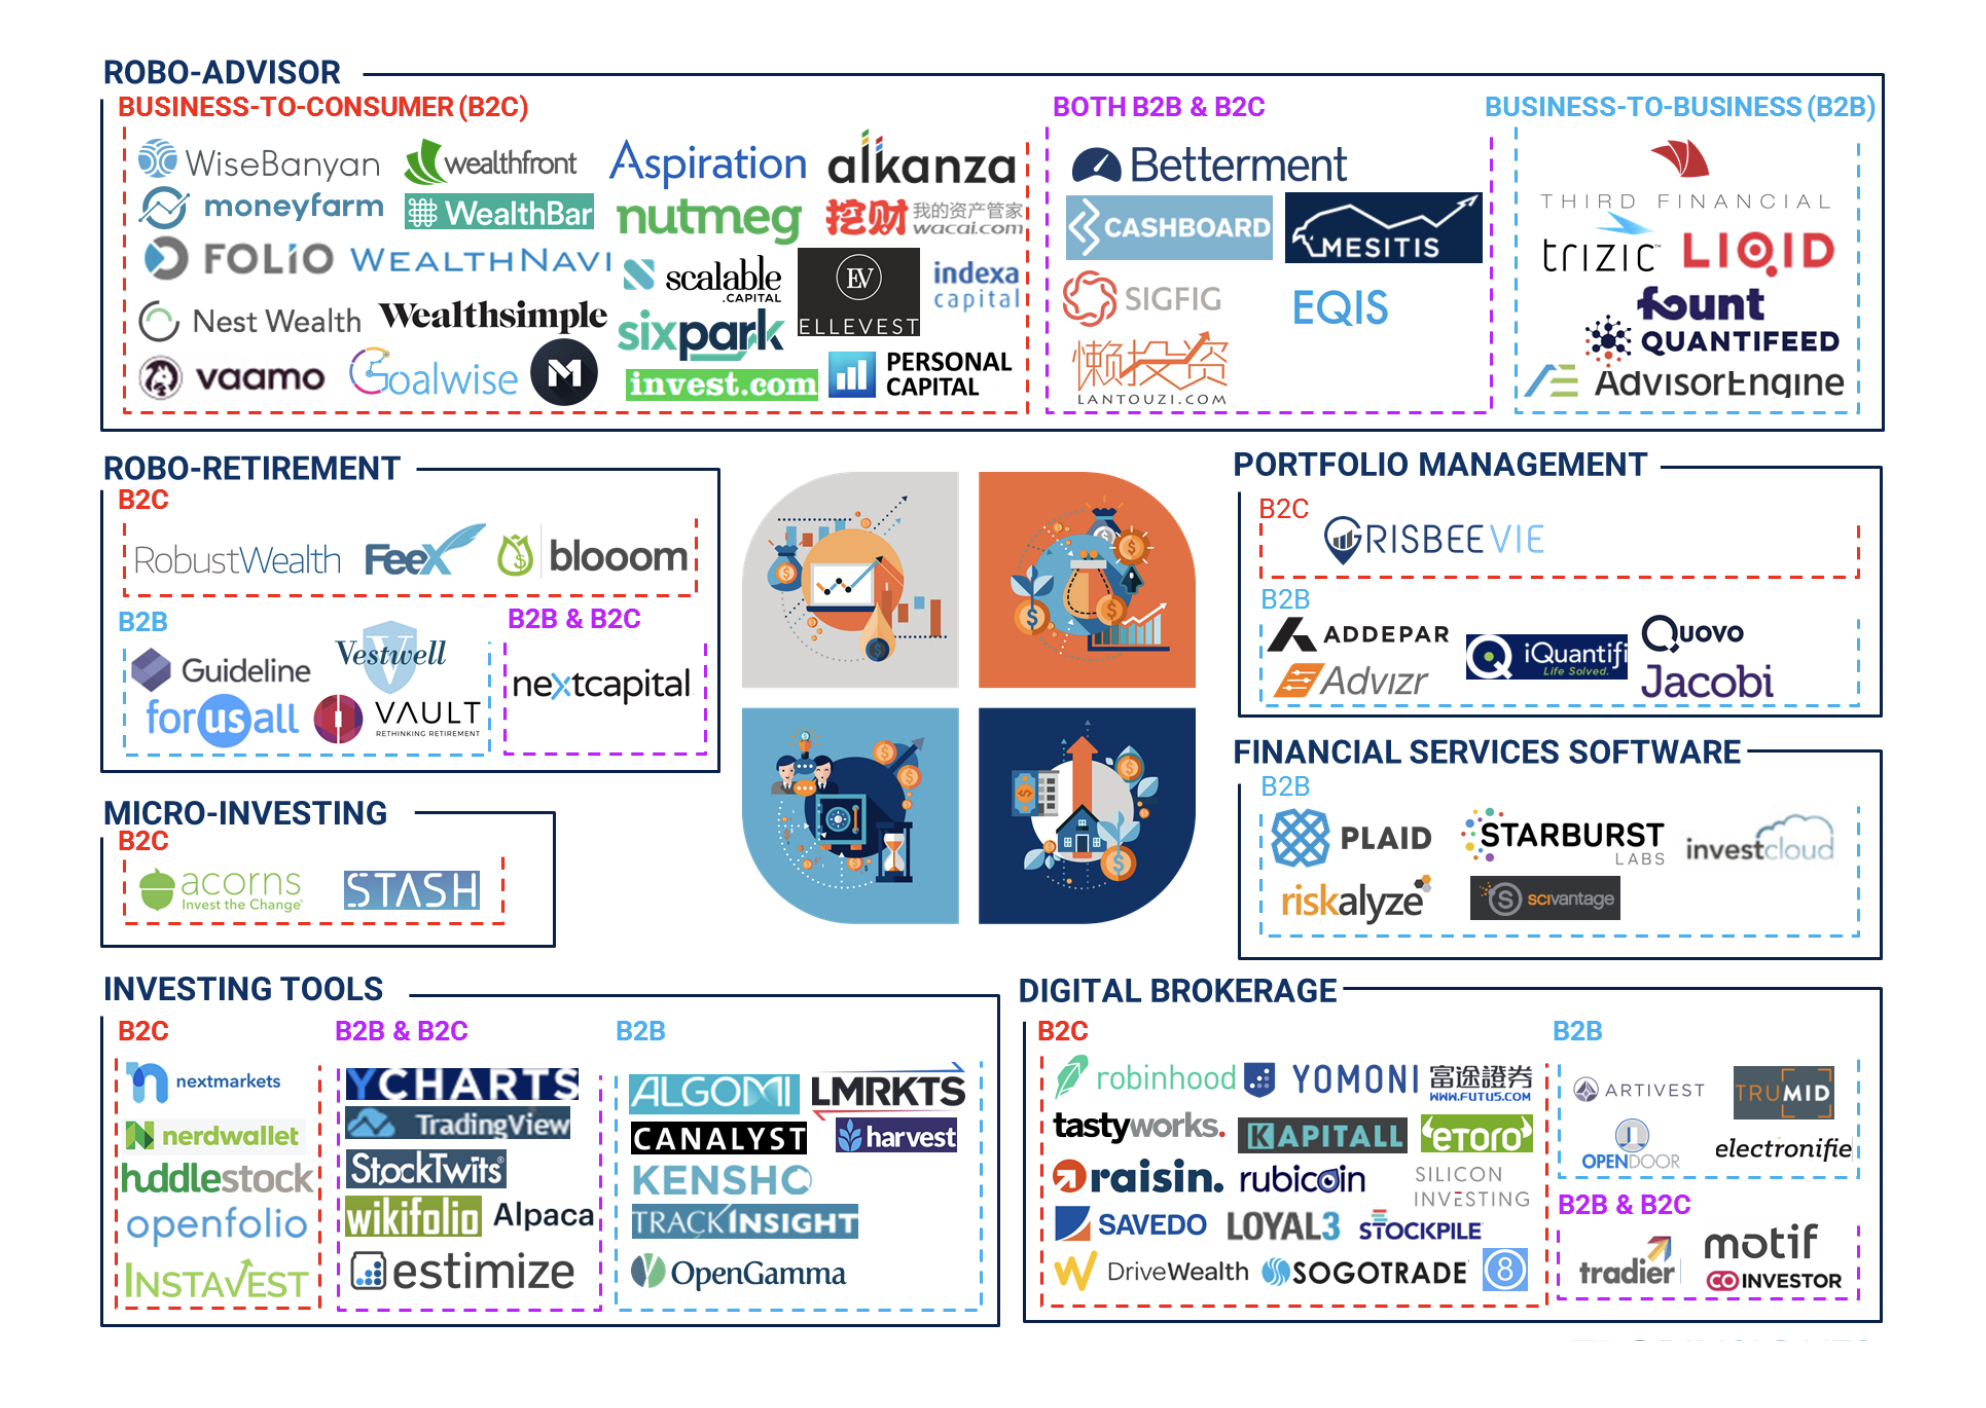 ROBO-ADVISOR
BUSINESS-TO-CONSUMER (B2C)
WiseBanyan
wealthfront
Aspiration
alkanza
moneyfarm
WealthBar
nutmeg
挖财 我的资产管家
wacai.com
FOLIO
WEALTHNAVI
scalable
.CAPITAL
EV
ELLEVEST
indexa
capital
Nest Wealth
Wealthsimple
sixpark
vaamo
Goalwise
M
invest.com
PERSONAL
CAPITAL
BOTH B2B & B2C
Betterment
CASHBOARD
MESITIS
SIGFIG
EQIS
懒投资
LANTOUZI.COM
BUSINESS-TO-BUSINESS (B2B)
THIRD FINANCIAL
trizic
LIQID
fount
QUANTIFEED
AdvisorEngine
ROBO-RETIREMENT
B2C
RobustWealth
FeeX
blooom
B2B
Guideline
Vestwell
V
forusall
VAULT
RETHINKING RETIREMENT
B2B & B2C
nextcapital
PORTFOLIO MANAGEMENT
B2C
GRISBEE VIE
B2B
ADDEPAR
iQuantifi
Life Solved.
Quovo
Advizr
Jacobi
MICRO-INVESTING
B2C
acorns
Invest the Change
STASH
FINANCIAL SERVICES SOFTWARE
B2B
PLAID
STARBURST
LABS
investcloud
riskalyze
S scivantage
INVESTING TOOLS
B2C
nextmarkets
nerdwallet
huddlestock
openfolio
INSTAVEST
B2B & B2C
YCHARTS
TradingView
StockTwits
wikifolio
Alpaca
estimize
B2B
ALGOMI
LMRKTS
CANALYST
harvest
KENSHO
TRACKINSIGHT
OpenGamma
DIGITAL BROKERAGE
B2C
robinhood
YOMONI
富途證券
WWW.FUTU5.COM
tastyworks.
KAPITALL
eToro
raisin.
rubicoin
SILICON
INVESTING
SAVEDO
LOYAL3
STOCKPILE
DriveWealth
SOGOTRADE
8
B2B
ARTIVEST
TRUMID
OPENDOOR
electronifie
B2B & B2C
tradier
motif
COINVESTOR